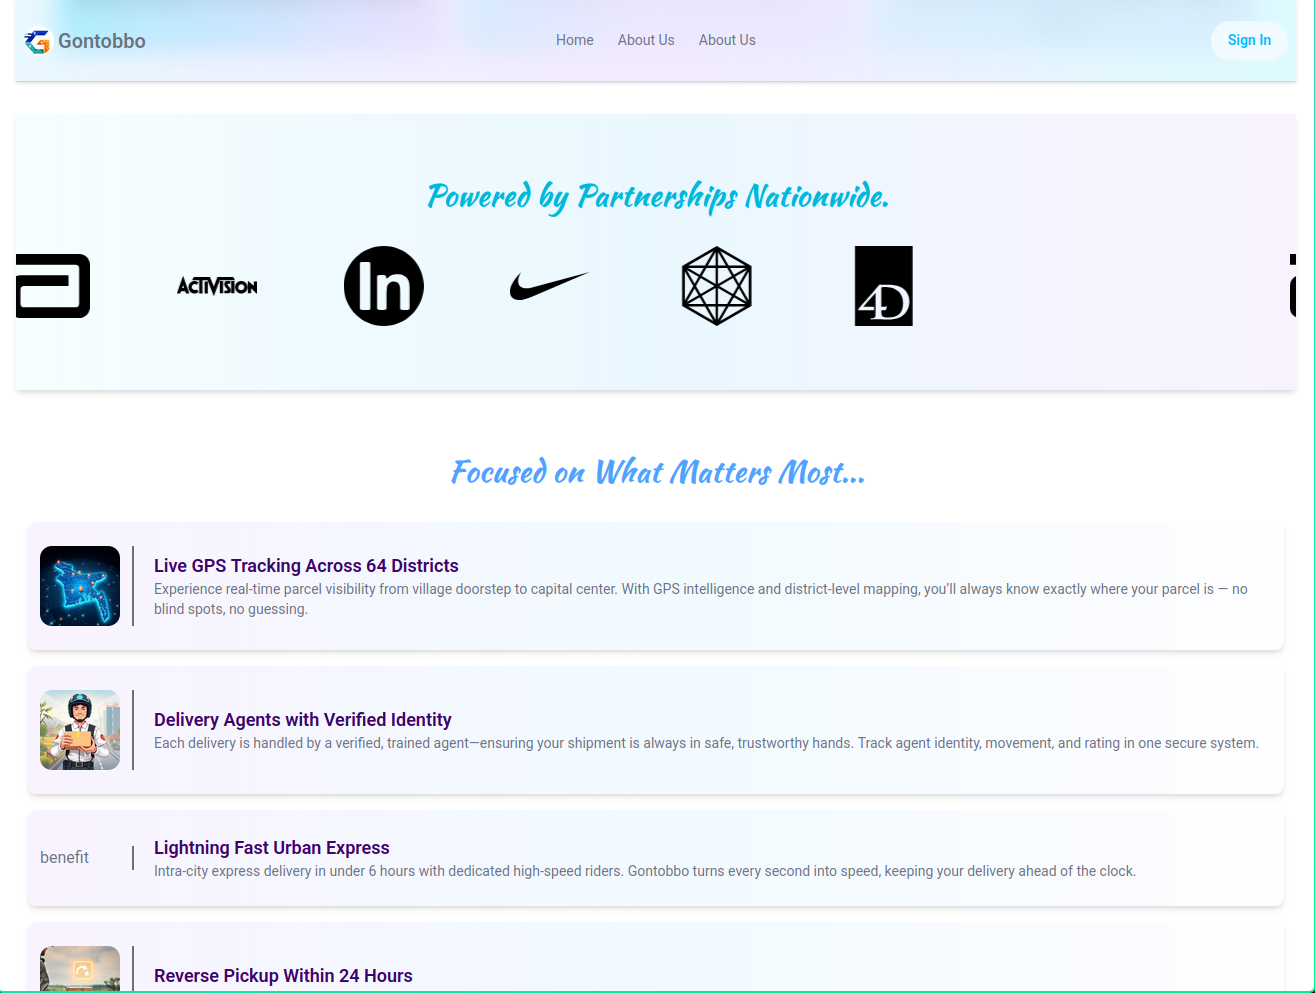 Gontobbo
Home
About Us
About Us
Sign In
Powered by Partnerships Nationwide.
ACTIVISION
In
4D
Focused on What Matters Most...
Live GPS Tracking Across 64 Districts
Experience real-time parcel visibility from village doorstep to capital center. With GPS intelligence and district-level mapping, you’ll always know exactly where your parcel is — no
blind spots, no guessing.
Delivery Agents with Verified Identity
Each delivery is handled by a verified, trained agent—ensuring your shipment is always in safe, trustworthy hands. Track agent identity, movement, and rating in one secure system.
benefit
Lightning Fast Urban Express
Intra-city express delivery in under 6 hours with dedicated high-speed riders. Gontobbo turns every second into speed, keeping your delivery ahead of the clock.
Reverse Pickup Within 24 Hours